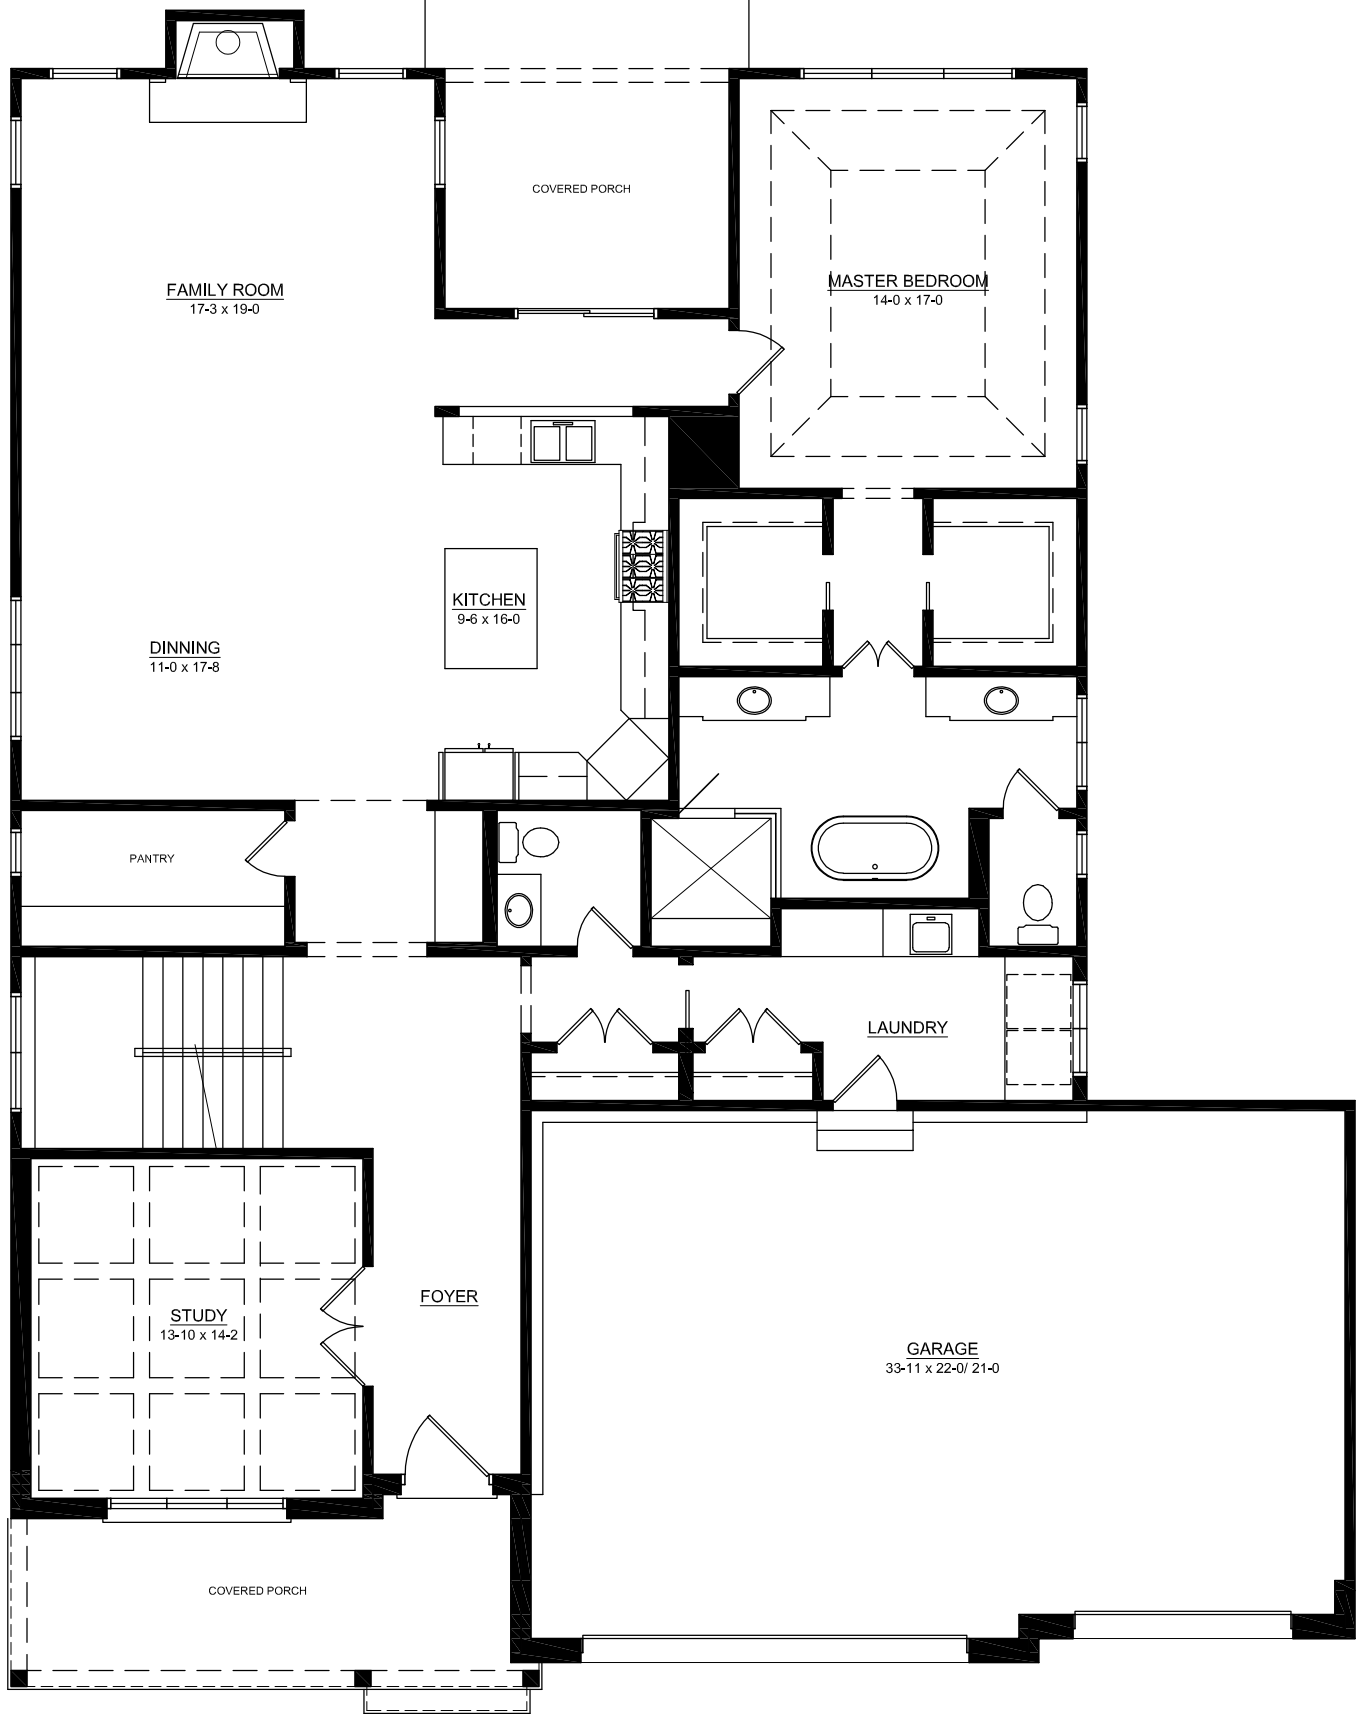 COVERED PORCH
FAMILY ROOM
17-3 x 19-0
MASTER BEDROOM
14-0 x 17-0
KITCHEN
9-6 x 16-0
DINNING
11-0 x 17-8
PANTRY
LAUNDRY
FOYER
STUDY
13-10 x 14-2
GARAGE
33-11 x 22-0/ 21-0
COVERED PORCH